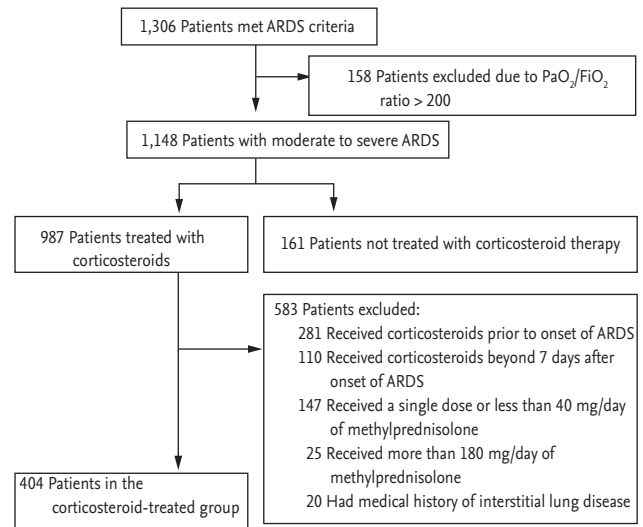 1,306 Patients met ARDS criteria
158 Patients excluded due to PaO₂/FiO₂
ratio > 200
1,148 Patients with moderate to severe ARDS
987 Patients treated with
corticosteroids
161 Patients not treated with corticosteroid therapy
583 Patients excluded:
281 Received corticosteroids prior to onset of ARDS
110 Received corticosteroids beyond 7 days after
onset of ARDS
147 Received a single dose or less than 40 mg/day
of methylprednisolone
25 Received more than 180 mg/day of
methylprednisolone
20 Had medical history of interstitial lung disease
404 Patients in the
corticosteroid-treated group